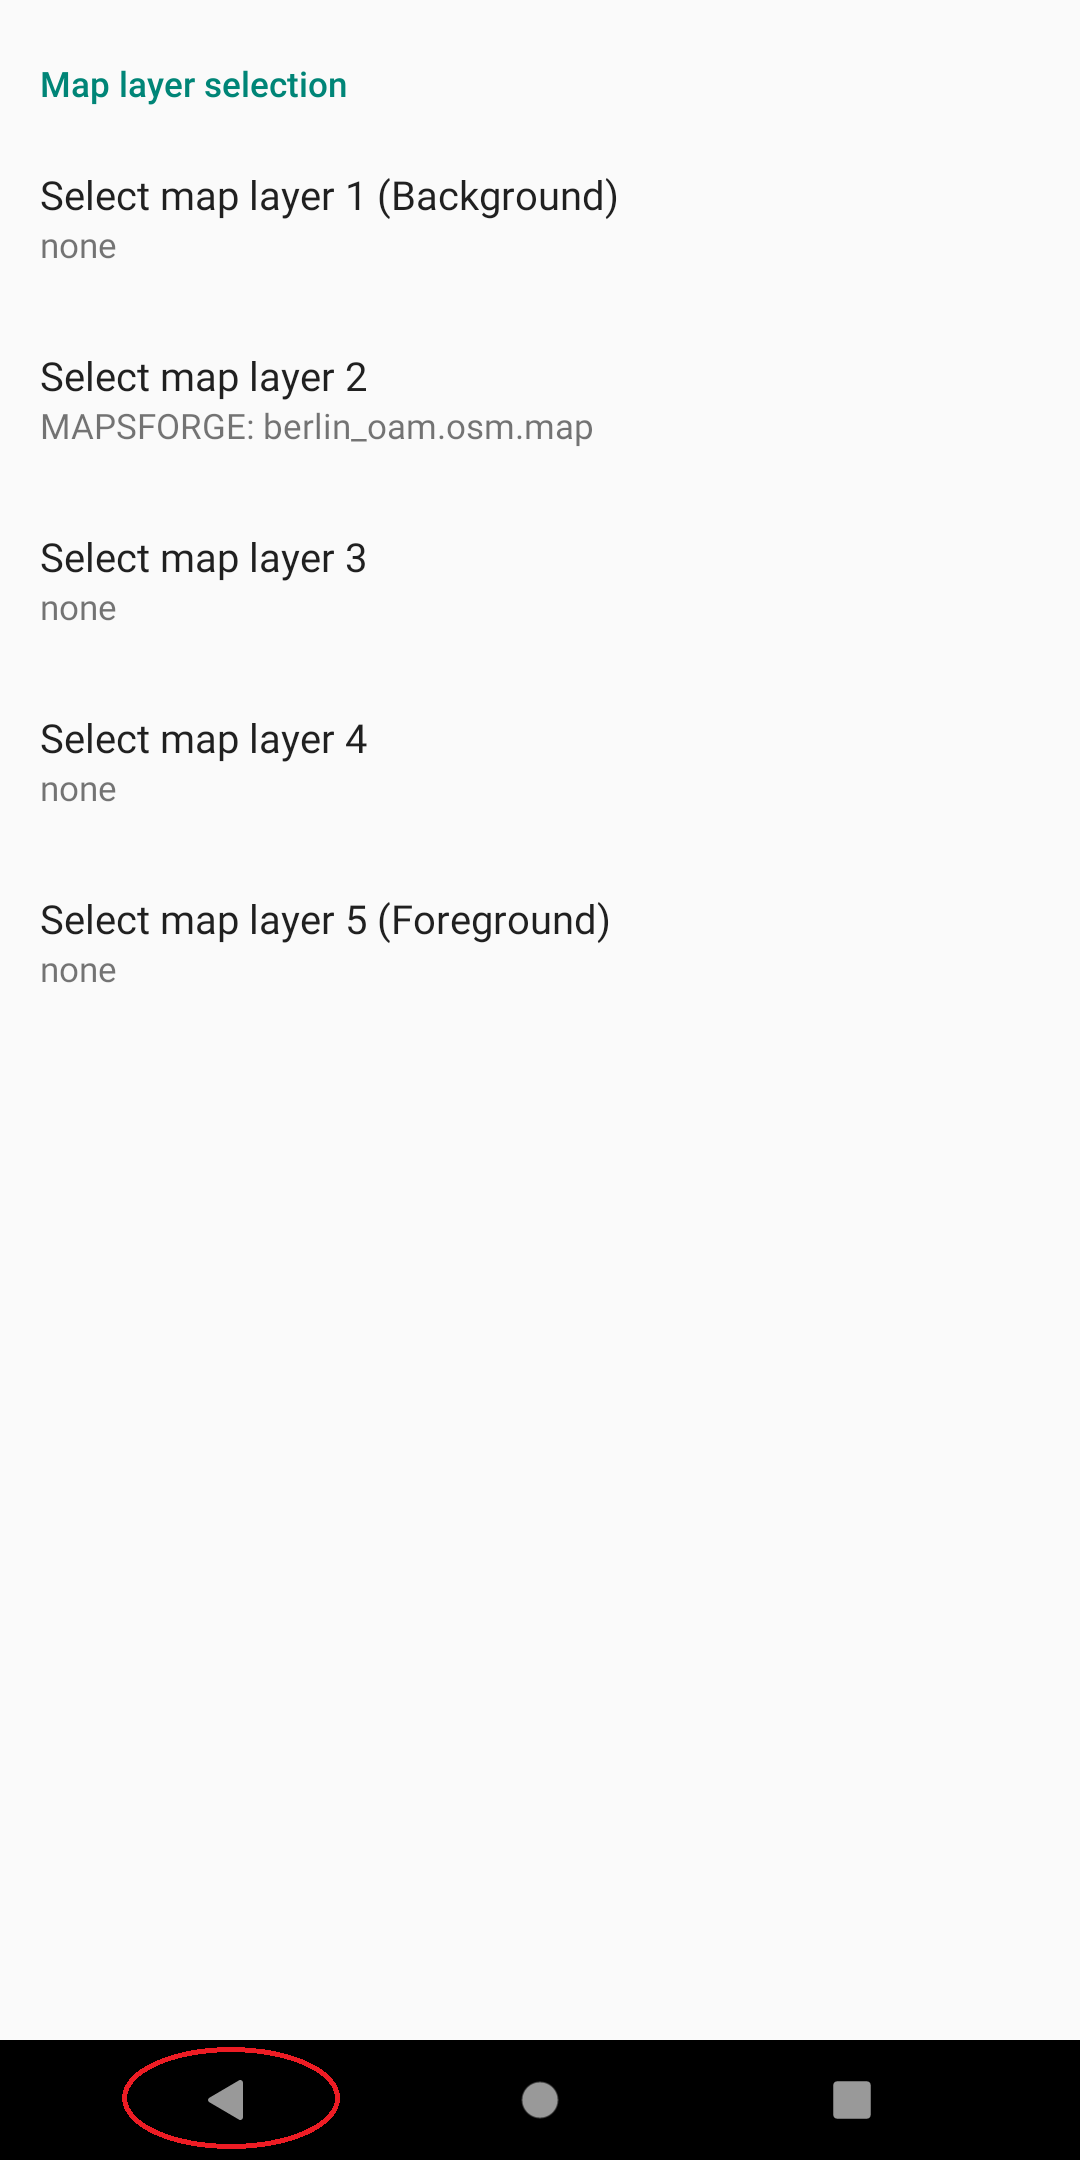 Map layer selection
Select map layer 1 (Background)
none
Select map layer 2
MAPSFORGE: berlin_oam.osm.map
Select map layer 3
none
Select map layer 4
none
Select map layer 5 (Foreground)
none